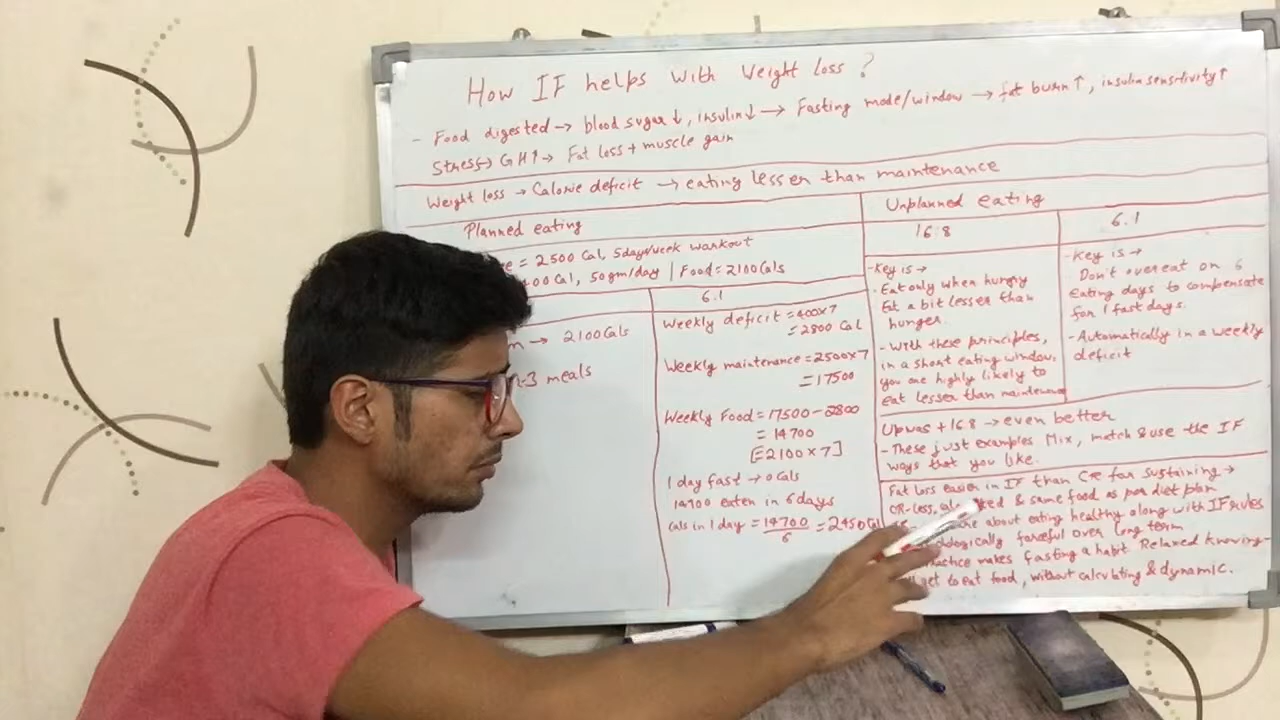 How IF helps with Weight loss ?
- Food digested → blood sugar ↓, insulin ↓ → Fasting mode/window → fat burn ↑, insulin sensitivity ↑
Stress → GH ↑ → Fat loss + muscle gain
Weight loss → Calorie deficit → eating lesser than maintenance
Planned eating
= 2500 Cal, 5days/week workout
00 Cal, 50gm/day | Food = 2100 Cals
→ 2100 Cals
-3 meals
6:1
Weekly deficit = 400x7
= 2800 Cal
Weekly maintenance = 2500x7
= 17500
Weekly Food = 17500 - 2800
= 14700
[= 2100 x 7]
1 day fast → 0 Cals
14700 eaten in 6 days
Cals in 1 day = 14700/6 = 2450
Unplanned eating
16:8
- Key is →
- Eat only when hungry
Eat a bit lesser than
hunger.
- With these principles,
in a short eating window,
you are highly likely to
eat lesser than maintenance
6:1
- Key is →
Don't overeat on 6
eating days to compensate
for 1 fast days.
- Automatically in a weekly
deficit
Upwas + 16:8 → even better
- These just examples Mix, match & use the IF
ways that you like.
Fat Loss easier in IF than CR for sustaining →
CR - Less, & same food as per diet plan
about eating healthy along with IF rules
forceful over long term
makes fasting a habit Relaxed knowing -
get to eat food, without calculating & dynamic.